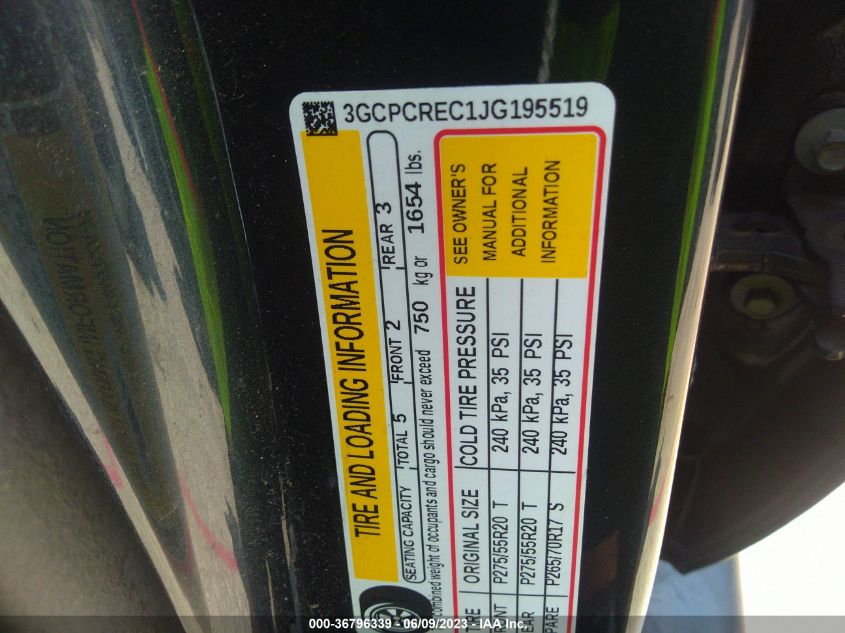 3GCPCREC1JG195519
TIRE AND LOADING INFORMATION
SEATING CAPACITY TOTAL 5 FRONT 2 REAR 3
combined weight of occupants and cargo should never exceed 750 kg or 1654 lbs.
ORIGINAL SIZE COLD TIRE PRESSURE SEE OWNER'S
P275/55R20 T 240 kPa, 35 PSI MANUAL FOR
P275/55R20 T 240 kPa, 35 PSI ADDITIONAL
P265/70R17 S 240 kPa, 35 PSI INFORMATION
000-36796339 - 06/09/2023 - IAA Inc.